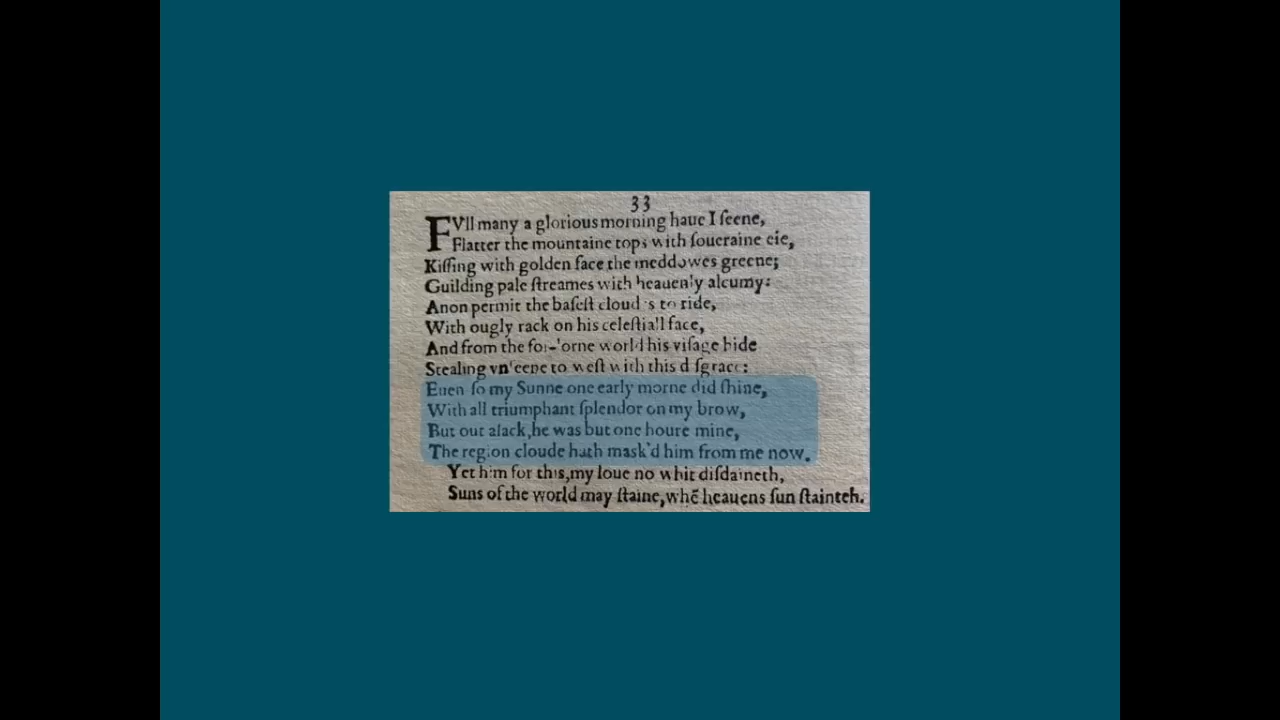 33
FVll many a glorious morning haue I ſeene,
Flatter the mountaine tops with ſoueraine eie,
Kiſſing with golden face the meddowes greene;
Guilding pale ſtreames with heauenly alcumy:
Anon permit the baſeſt cloudes to ride,
With ougly rack on his celeſtiall face,
And from the for-lorne world his viſage hide
Stealing vnſeene to weſt with this diſgrace:
Euen ſo my Sunne one early morne did ſhine,
With all triumphant ſplendor on my brow,
But out alack,he was but one houre mine,
The region cloude hath mask'd him from me now.
Yet him for this,my loue no whit diſdaineth,
Suns of the world may ſtaine,whē heauens ſun ſtainteh.